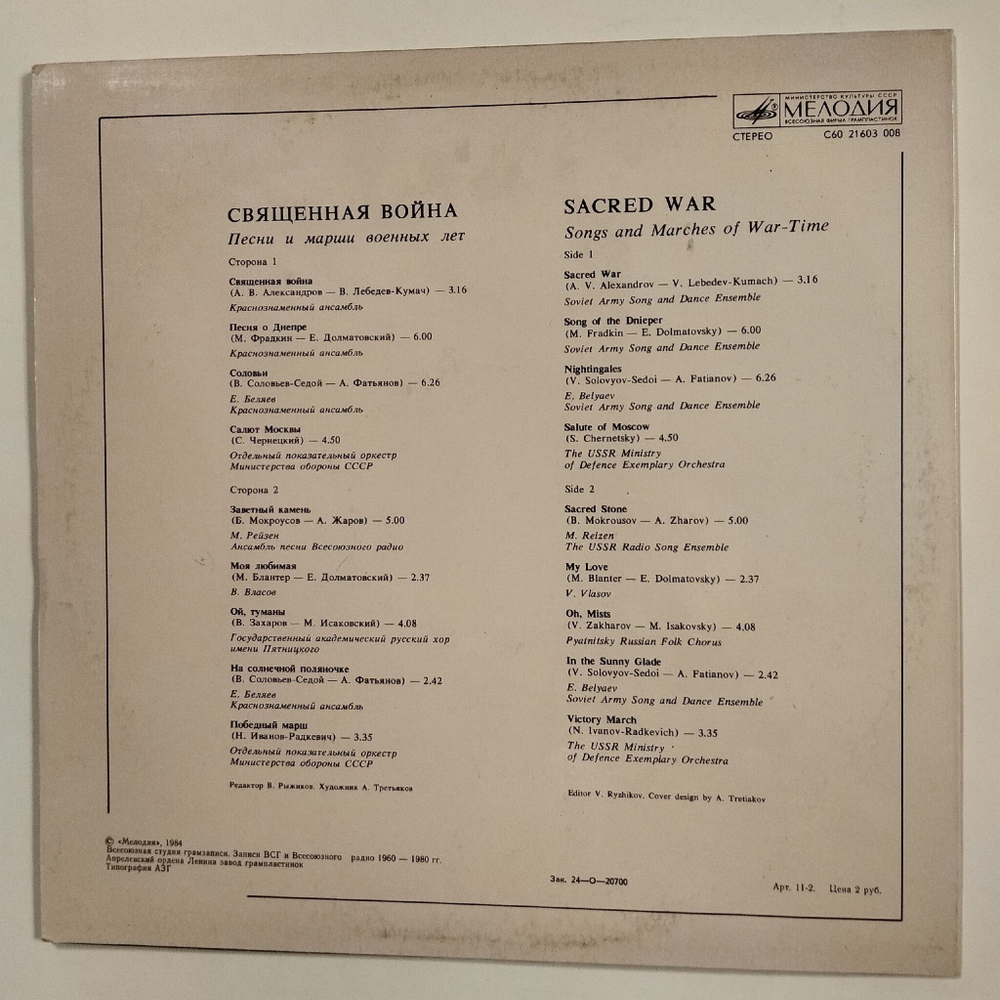 МИНИСТЕРСТВО КУЛЬТУРЫ СССР
МЕЛОДИЯ
ВСЕСОЮЗНАЯ ФИРМА ГРАМПЛАСТИНОК
СТЕРЕО С60 21603 008
СВЯЩЕННАЯ ВОЙНА
Песни и марши военных лет
Сторона 1
Священная война
(А. В. Александров — В. Лебедев-Кумач) — 3.16
Краснознаменный ансамбль
Песня о Днепре
(М. Фрадкин — Е. Долматовский) — 6.00
Краснознаменный ансамбль
Соловьи
(В. Соловьев-Седой — А. Фатьянов) — 6.26
Е. Беляев
Краснознаменный ансамбль
Салют Москвы
(С. Чернецкий) — 4.50
Отдельный показательный оркестр
Министерства обороны СССР
Сторона 2
Заветный камень
(Б. Мокроусов — А. Жаров) — 5.00
М. Рейзен
Ансамбль песни Всесоюзного радио
Моя любимая
(М. Блантер — Е. Долматовский) — 2.37
В. Власов
Ой, туманы
(В. Захаров — М. Исаковский) — 4.08
Государственный академический русский хор
имени Пятницкого
На солнечной поляночке
(В. Соловьев-Седой — А. Фатьянов) — 2.42
Е. Беляев
Краснознаменный ансамбль
Победный марш
(Н. Иванов-Радкевич) — 3.35
Отдельный показательный оркестр
Министерства обороны СССР
Редактор В. Рыжиков. Художник А. Третьяков
SACRED WAR
Songs and Marches of War-Time
Side 1
Sacred War
(A. V. Alexandrov — V. Lebedev-Kumach) — 3.16
Soviet Army Song and Dance Ensemble
Song of the Dnieper
(M. Fradkin — E. Dolmatovsky) — 6.00
Soviet Army Song and Dance Ensemble
Nightingales
(V. Solovyov-Sedoi — A. Fatianov) — 6.26
E. Belyaev
Soviet Army Song and Dance Ensemble
Salute of Moscow
(S. Chernetsky) — 4.50
The USSR Ministry
of Defence Exemplary Orchestra
Side 2
Sacred Stone
(B. Mokrousov — A. Zharov) — 5.00
M. Reizen
The USSR Radio Song Ensemble
My Love
(M. Blanter — E. Dolmatovsky) — 2.37
V. Vlasov
Oh, Mists
(V. Zakharov — M. Isakovsky) — 4.08
Pyatnitsky Russian Folk Chorus
In the Sunny Glade
(V. Solovyov-Sedoi — A. Fatianov) — 2.42
E. Belyaev
Soviet Army Song and Dance Ensemble
Victory March
(N. Ivanov-Radkevich) — 3.35
The USSR Ministry
of Defence Exemplary Orchestra
Editor V. Ryzhikov. Cover design by A. Tretiakov
© «Мелодия», 1984
Всесоюзная студия грамзаписи. Записи ВСГ и Всесоюзного радио 1960 — 1980 гг.
Апрелевский ордена Ленина завод грампластинок
Типография АЗГ
Зак. 24—О—20700
Арт. 11-2. Цена 2 руб.